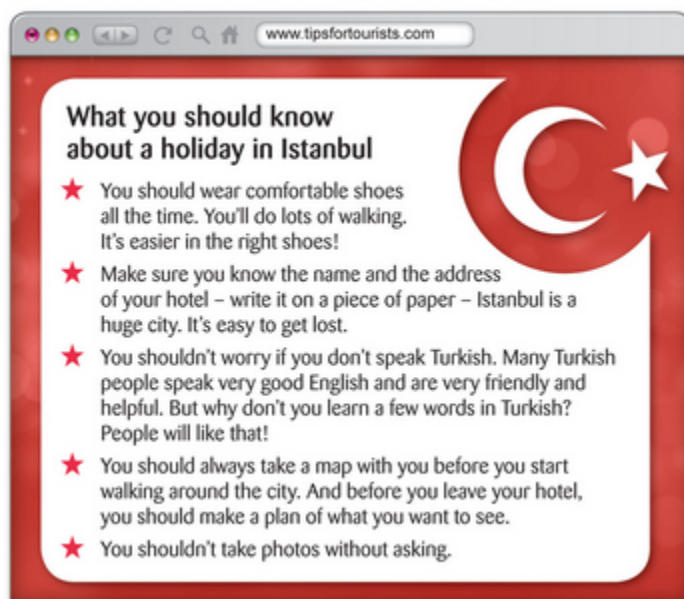 www.tipsfortourists.com
What you should know
about a holiday in Istanbul
You should wear comfortable shoes
all the time. You'll do lots of walking.
It's easier in the right shoes!
Make sure you know the name and the address
of your hotel – write it on a piece of paper – Istanbul is a
huge city. It's easy to get lost.
You shouldn't worry if you don't speak Turkish. Many Turkish
people speak very good English and are very friendly and
helpful. But why don't you learn a few words in Turkish?
People will like that!
You should always take a map with you before you start
walking around the city. And before you leave your hotel,
you should make a plan of what you want to see.
You shouldn't take photos without asking.